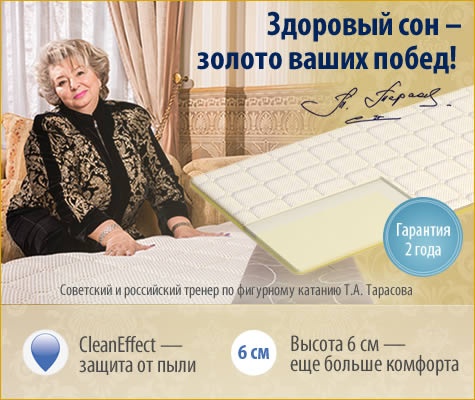 Здоровый сон –
золото ваших побед!
Гарантия
2 года
Советский и российский тренер по фигурному катанию Т.А. Тарасова
CleanEffect —
защита от пыли
6 см
Высота 6 см —
еще больше комфорта